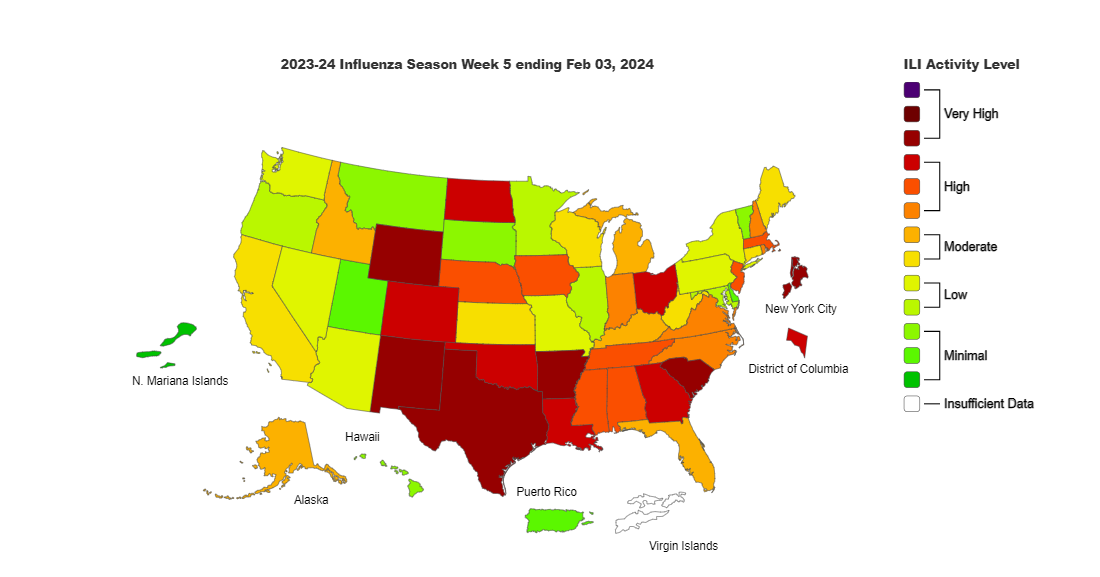 2023-24 Influenza Season Week 5 ending Feb 03, 2024
ILI Activity Level
Very High
High
Moderate
Low
Minimal
Insufficient Data
New York City
District of Columbia
N. Mariana Islands
Hawaii
Alaska
Puerto Rico
Virgin Islands